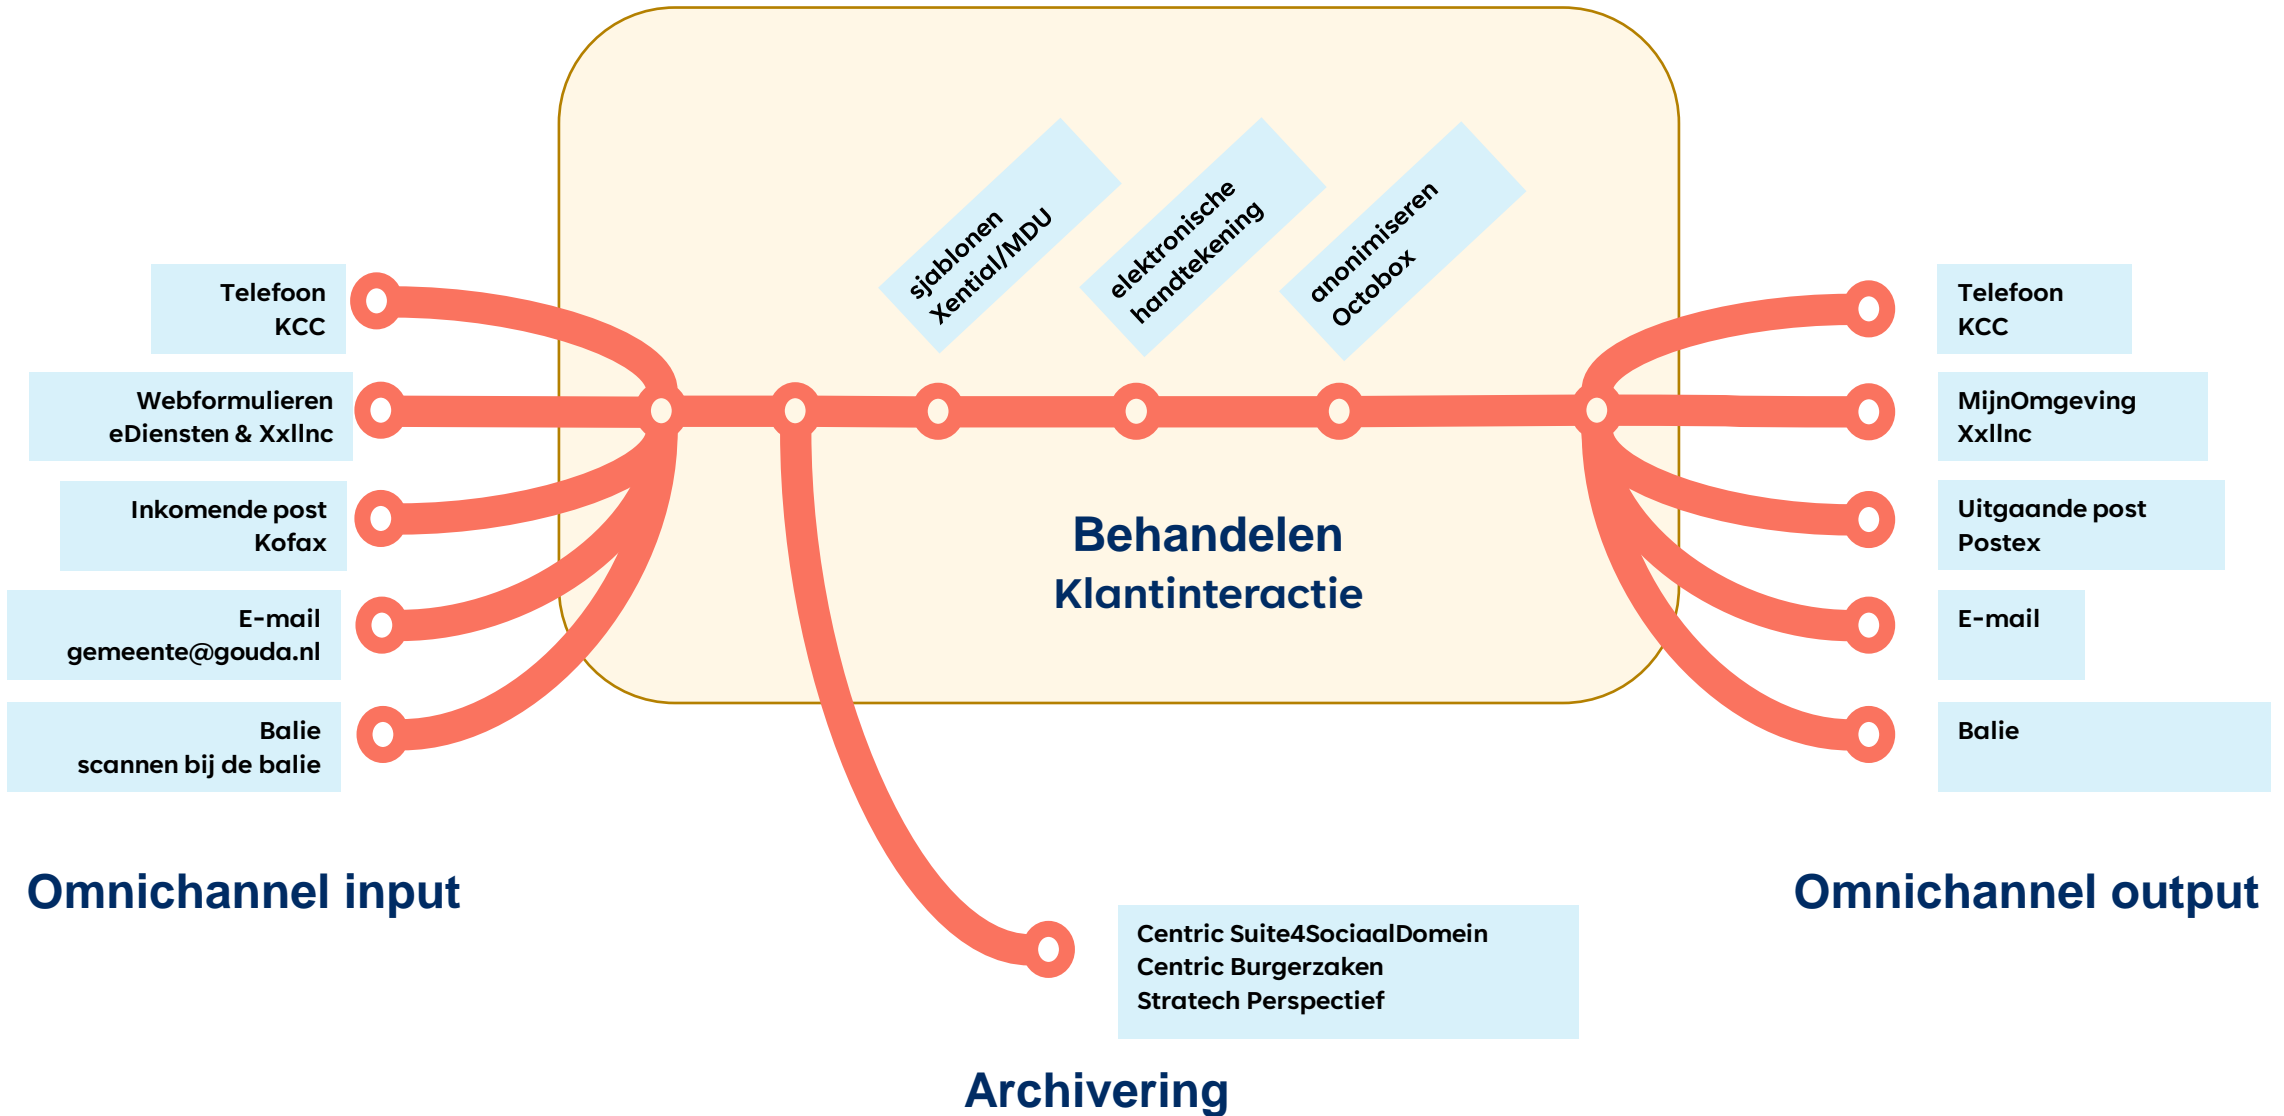 sjablonen
Xential/MDU
elektronische
handtekening
anonimiseren
Octobox
Telefoon
KCC
Webformulieren
eDiensten & Xxllnc
Inkomende post
Kofax
E-mail
gemeente@gouda.nl
Balie
scannen bij de balie
Omnichannel input
Behandelen
Klantinteractie
Telefoon
KCC
MijnOmgeving
Xxllnc
Uitgaande post
Postex
E-mail
Balie
Omnichannel output
Centric Suite4SociaalDomein
Centric Burgerzaken
Stratech Perspectief
Archivering